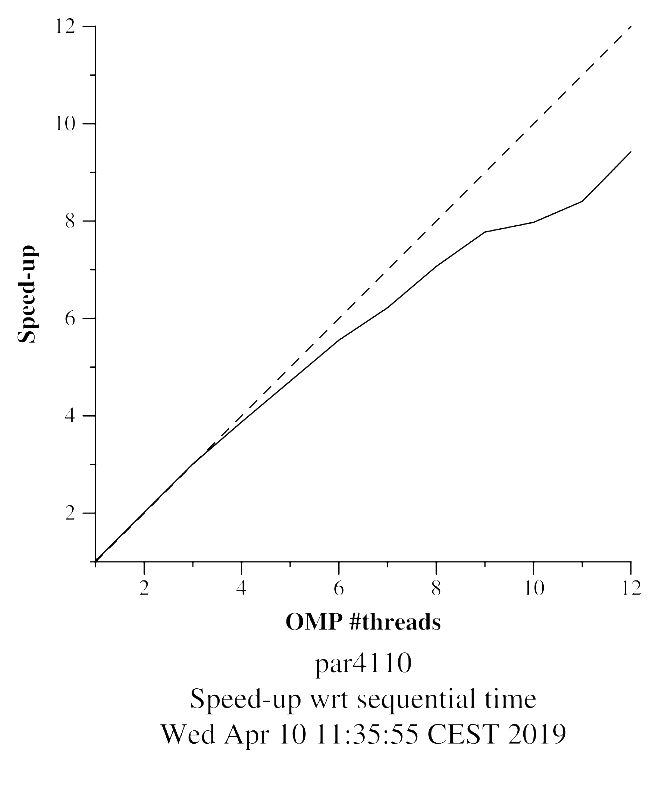 12
10
8
6
4
2
Speed-up
2 4 6 8 10 12
OMP #threads
par4110
Speed-up wrt sequential time
Wed Apr 10 11:35:55 CEST 2019